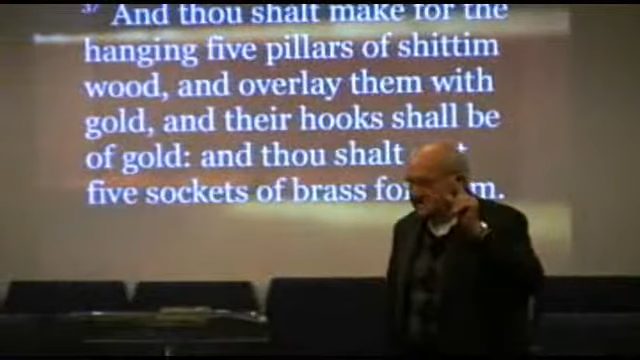 37 And thou shalt make for the
hanging five pillars of shittim
wood, and overlay them with
gold, and their hooks shall be
of gold: and thou shalt
five sockets of brass